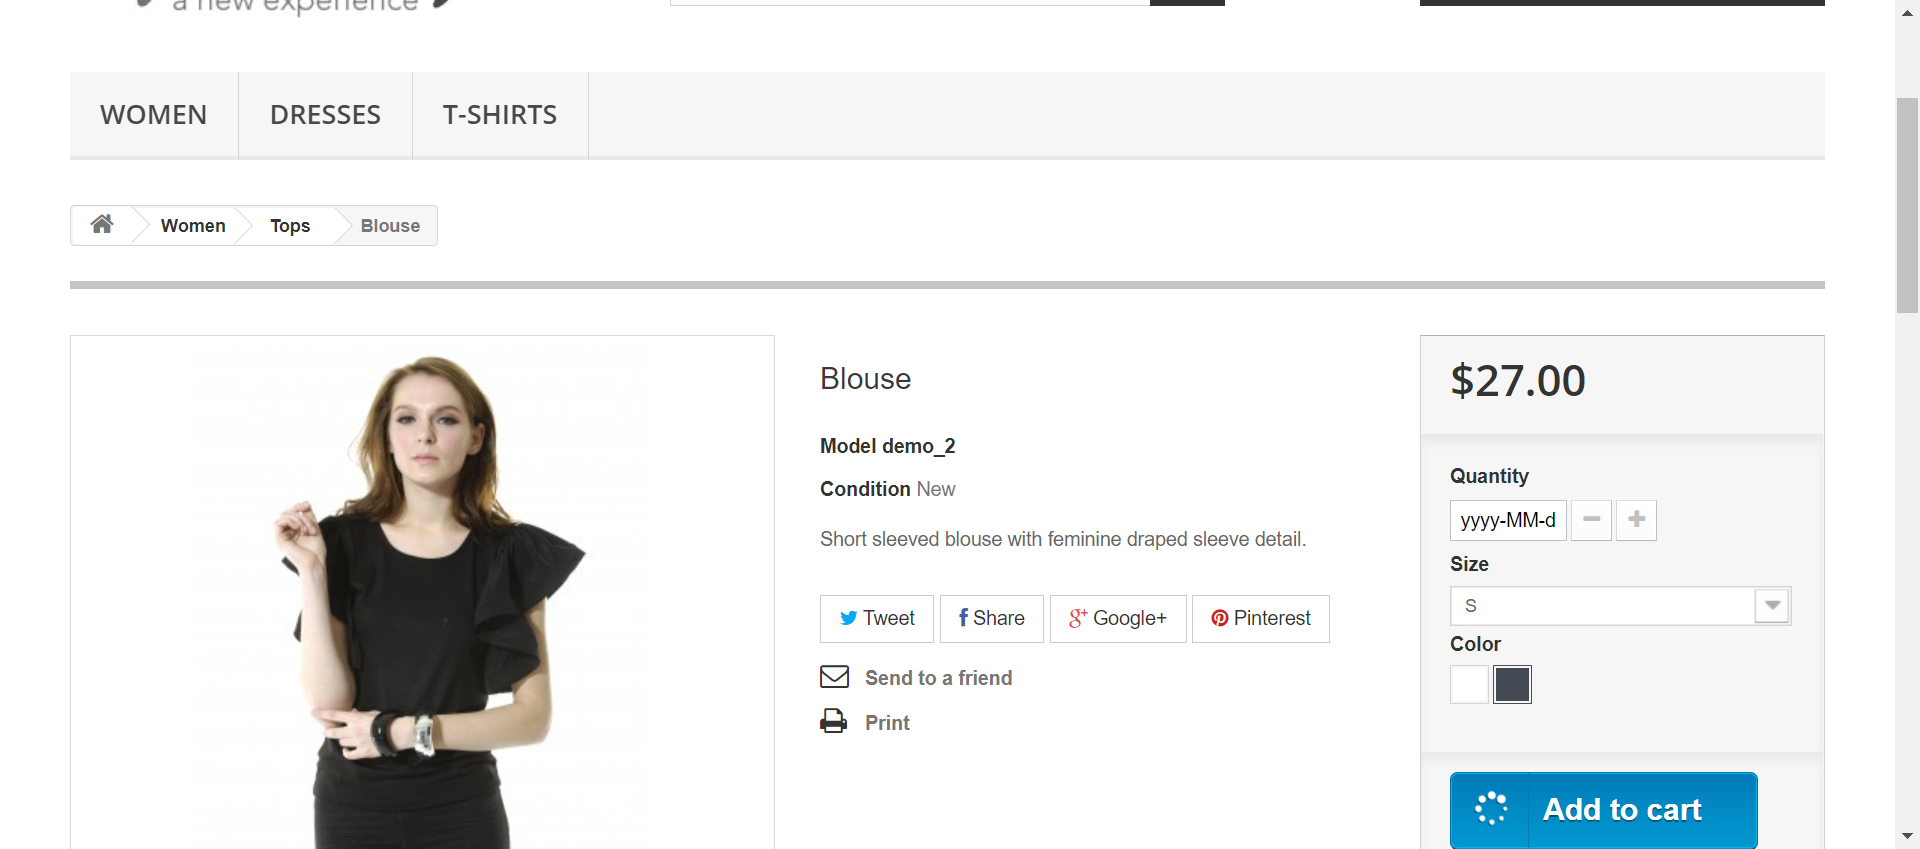 a new experience
WOMEN
DRESSES
T-SHIRTS
Women
Tops
Blouse
Blouse
Model demo_2
Condition New
Short sleeved blouse with feminine draped sleeve detail.
Tweet
Share
Google+
Pinterest
Send to a friend
Print
$27.00
Quantity
yyyy-MM-d
Size
S
Color
Add to cart